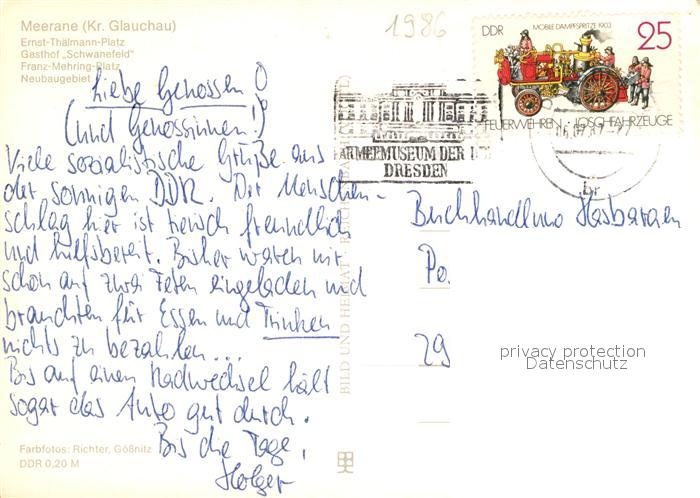 Meerane (Kr. Glauchau)
Ernst-Thälmann-Platz
Gasthof „Schwanefeld"
Franz-Mehring-Platz
Neubaugebiet
1986
DDR
MOBILE DAMPFSPRITZE 1903
25
FEUERWEHREN · LÖSCHFAHRZEUGE
ARMEEMUSEUM DER
DRESDEN
Liebe Genossen
(und Genossinnen!)
Viele sozialistische Grüße aus
der sonnigen DDR. Der Menschen-
schlag hier ist tierisch freundlich
und hilfsbereit. Bisher waren wir
schon auf zwei Feten eingeladen und
brauchten für Essen und Trinken
nichts zu bezahlen...
Bis auf einen Radwechsel hält
sogar das Auto gut durch.
Bis die Tage,
Holger
Buchhandlung
29
privacy protection
Datenschutz
BILD UND HEIMAT
Farbfotos: Richter, Gößnitz
DDR 0,20 M